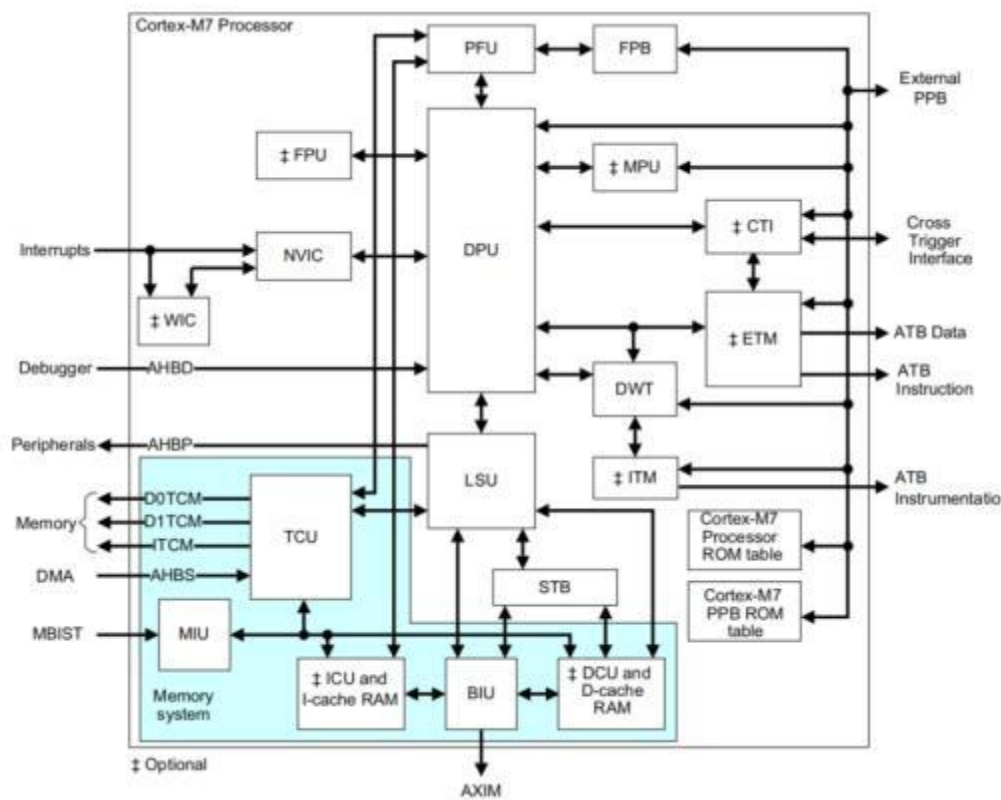 Cortex-M7 Processor
PFU
FPB
External
PPB
‡ FPU
‡ MPU
DPU
‡ CTI
Cross
Trigger
Interface
Interrupts
NVIC
‡ WIC
‡ ETM
ATB Data
Debugger
AHBD
DWT
ATB
Instruction
Peripherals
AHBP
LSU
‡ ITM
ATB
Instrumentatio
Memory
D0TCM
D1TCM
ITCM
TCU
Cortex-M7
Processor
ROM table
DMA
AHBS
STB
Cortex-M7
PPB ROM
table
MBIST
MIU
Memory
system
‡ ICU and
I-cache RAM
BIU
‡ DCU and
D-cache
RAM
‡ Optional
AXIM